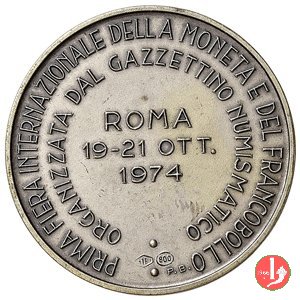 PRIMA FIERA INTERNAZIONALE DELLA MONETA E DEL FRANCOBOLLO
ORGANIZZATA DAL GAZZETTINO NUMISMATICO
ROMA
19-21 OTT.
1974
800
P.B.